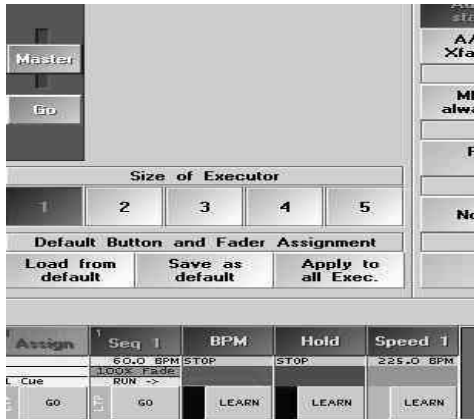 Master
Go
Size of Executor
1 2 3 4 5
Default Button and Fader Assignment
Load from default
Save as default
Apply to all Exec.
Assign
1 Seq 1
BPM
Hold
Speed 1
60.0 BPM STOP STOP 225.0 BPM
100% Fade
Cue RUN ->
GO LTP GO LEARN LEARN LEARN